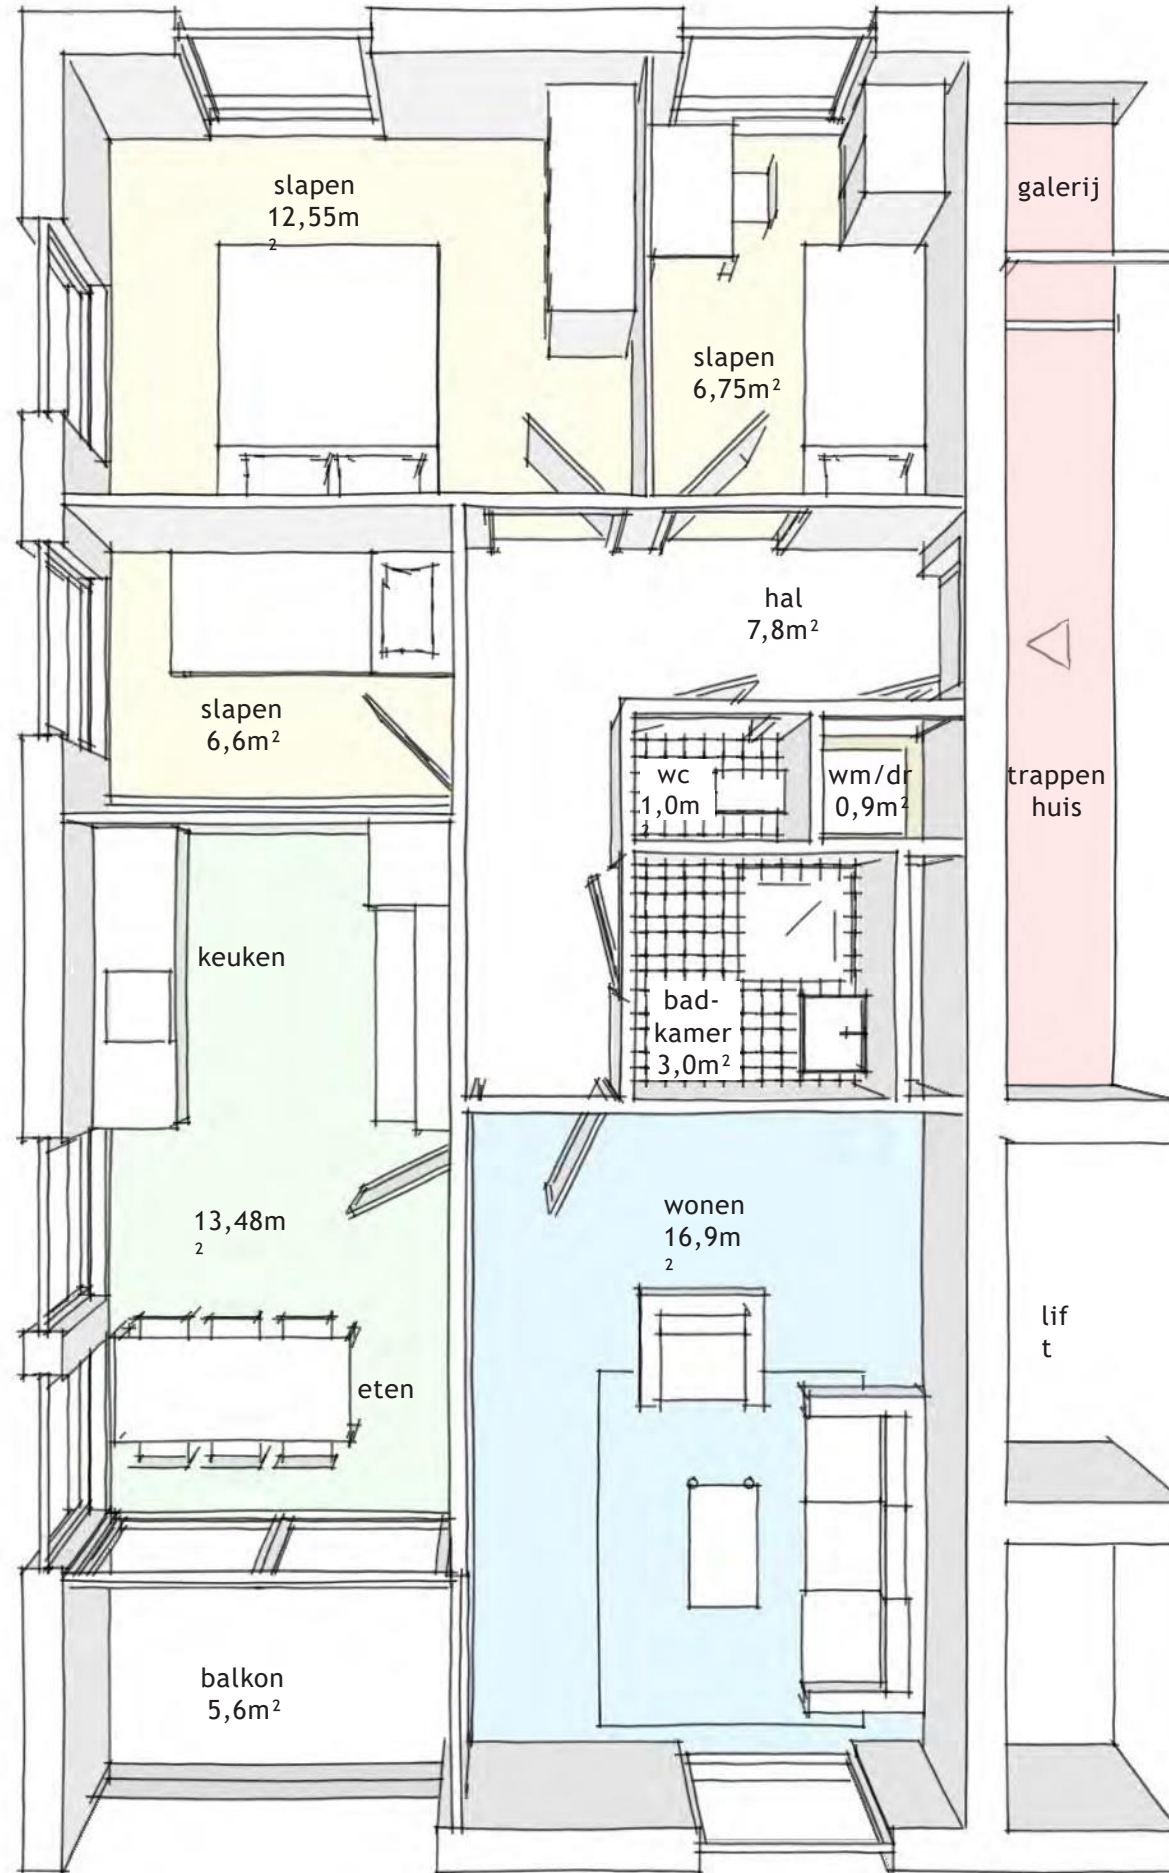 slapen
12,55m
2
galerij
slapen
6,75m²
hal
7,8m²
slapen
6,6m²
wc
1,0m
2
wm/dr
0,9m²
trappen
huis
keuken
bad-
kamer
3,0m²
13,48m
2
wonen
16,9m
2
lif
t
eten
balkon
5,6m²